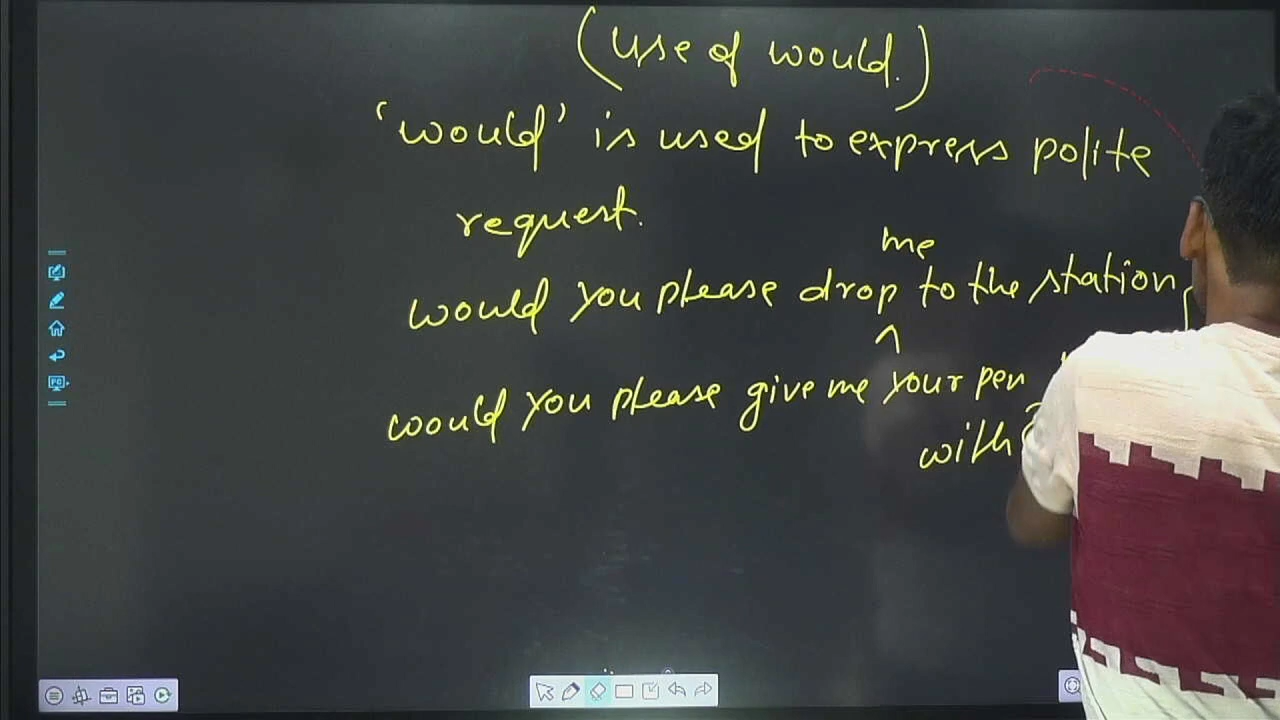 (use of would.)
'would' is used to express polite
request.
me
would you please drop to the station
^
would you please give me your pen
with